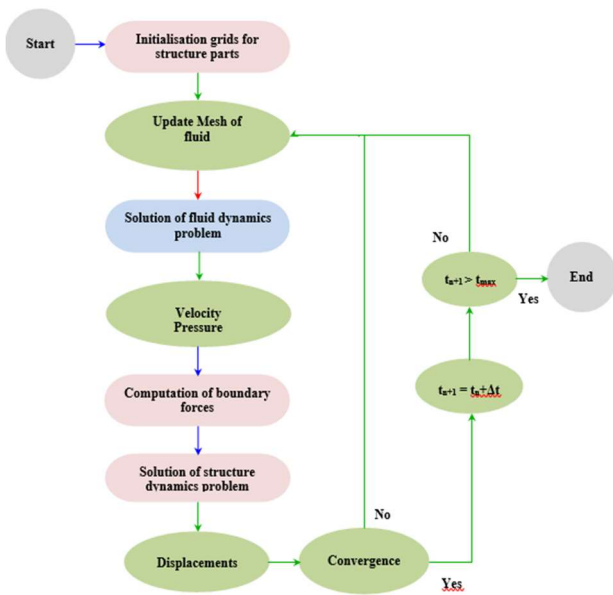 Start
Initialisation grids for
structure parts
Update Mesh of
fluid
Solution of fluid dynamics
problem
Velocity
Pressure
Computation of boundary
forces
Solution of structure
dynamics problem
Displacements
Convergence
No
Yes
tₙ₊₁ = tₙ+Δt
tₙ₊₁ > tmax
No
Yes
End